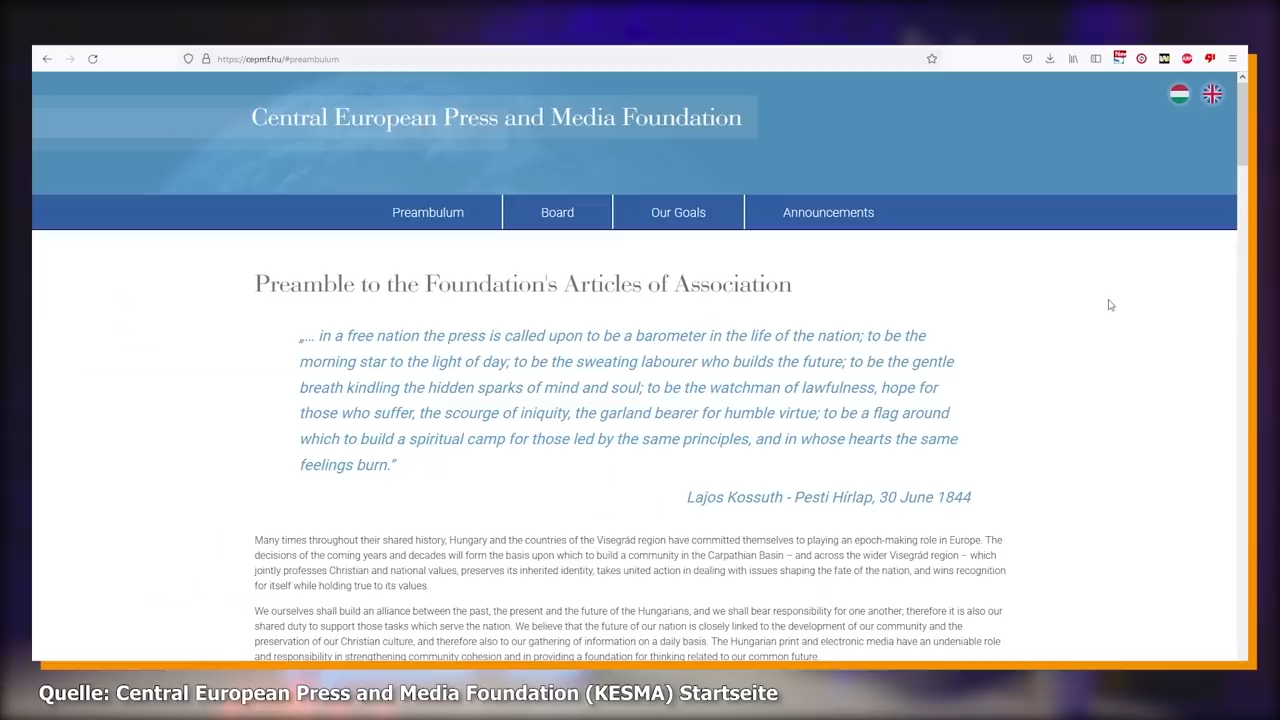 https://cepmf.hu/#preambulum
Central European Press and Media Foundation
Preambulum
Board
Our Goals
Announcements
Preamble to the Foundation's Articles of Association
„... in a free nation the press is called upon to be a barometer in the life of the nation; to be the
morning star to the light of day; to be the sweating labourer who builds the future; to be the gentle
breath kindling the hidden sparks of mind and soul; to be the watchman of lawfulness, hope for
those who suffer, the scourge of iniquity, the garland bearer for humble virtue; to be a flag around
which to build a spiritual camp for those led by the same principles, and in whose hearts the same
feelings burn.”
Lajos Kossuth - Pesti Hírlap, 30 June 1844
Many times throughout their shared history, Hungary and the countries of the Visegrád region have committed themselves to playing an epoch-making role in Europe. The
decisions of the coming years and decades will form the basis upon which to build a community in the Carpathian Basin – and across the wider Visegrád region – which
jointly professes Christian and national values, preserves its inherited identity, takes united action in dealing with issues shaping the fate of the nation, and wins recognition
for itself while holding true to its values.
We ourselves shall build an alliance between the past, the present and the future of the Hungarians, and we shall bear responsibility for one another; therefore it is also our
shared duty to support those tasks which serve the nation. We believe that the future of our nation is closely linked to the development of our community and the
preservation of our Christian culture, and therefore also to our gathering of information on a daily basis. The Hungarian print and electronic media have an undeniable role
and responsibility in strengthening community cohesion and in providing a foundation for thinking related to our common future.
Quelle: Central European Press and Media Foundation (KESMA) Startseite